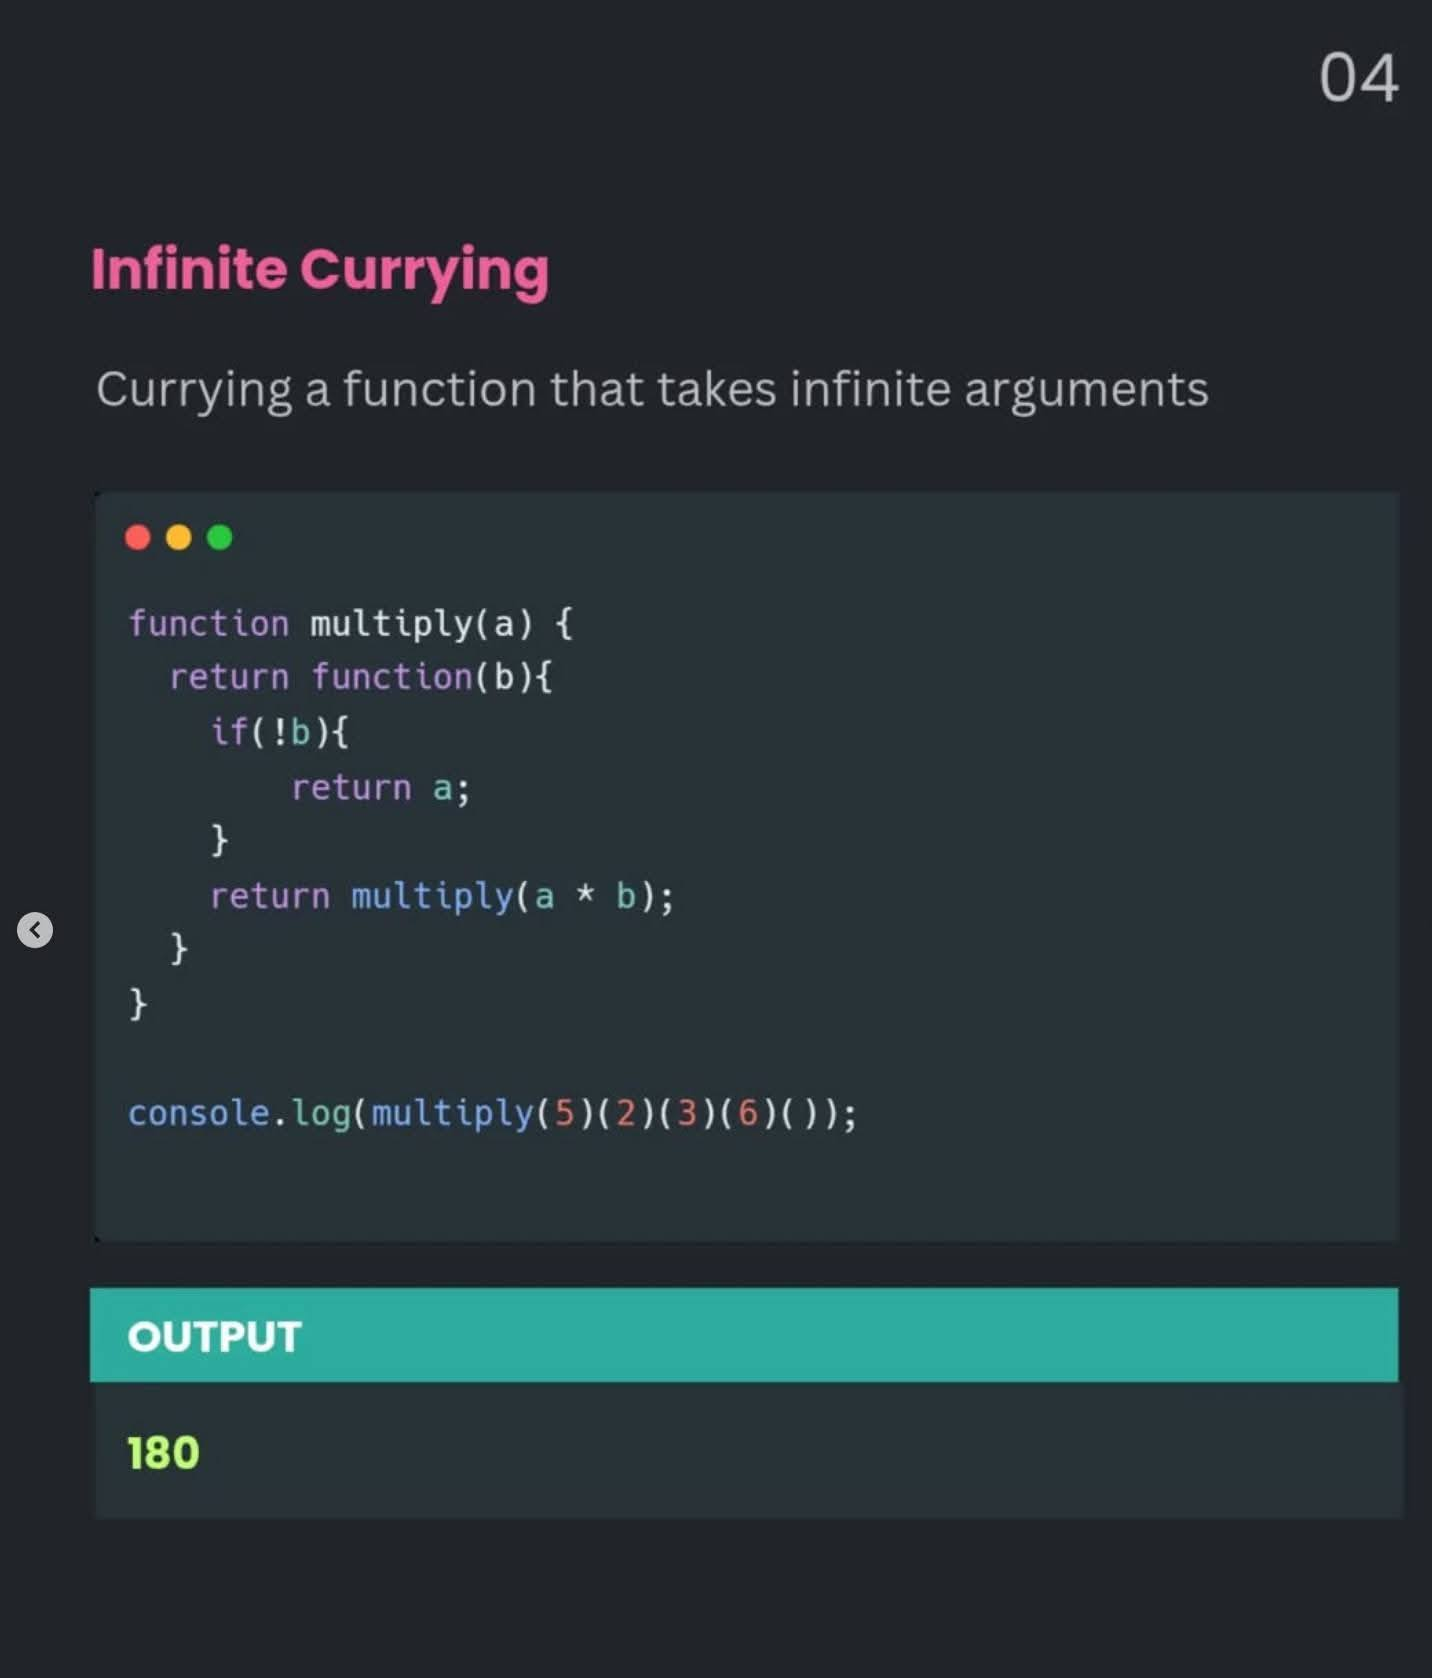 04
Infinite Currying
Currying a function that takes infinite arguments
function multiply(a) {
  return function(b){
    if(!b){
        return a;
    }
    return multiply(a * b);
  }
}
console.log(multiply(5)(2)(3)(6)());
OUTPUT
180